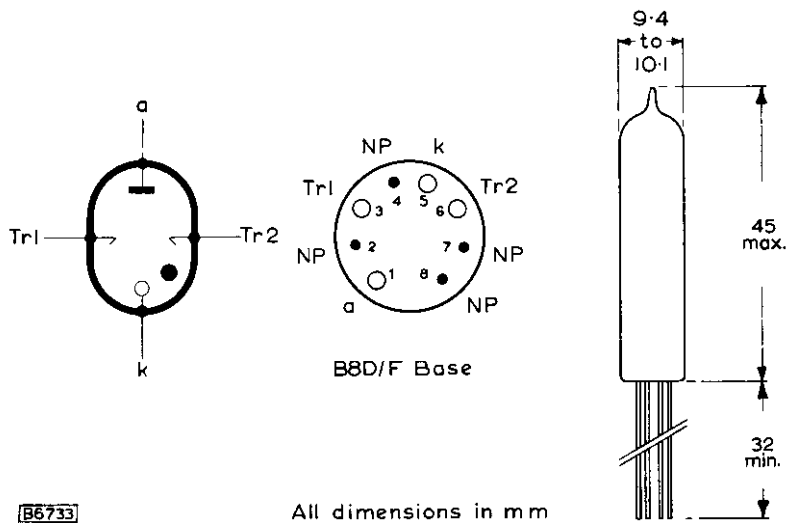 a
Tr1
Tr2
k
NP
k
Tr1
Tr2
4
5
3
6
2
7
NP
NP
1
8
a
NP
B8D/F Base
9·4
to
10·1
45
max.
32
min.
B6733
All dimensions in mm